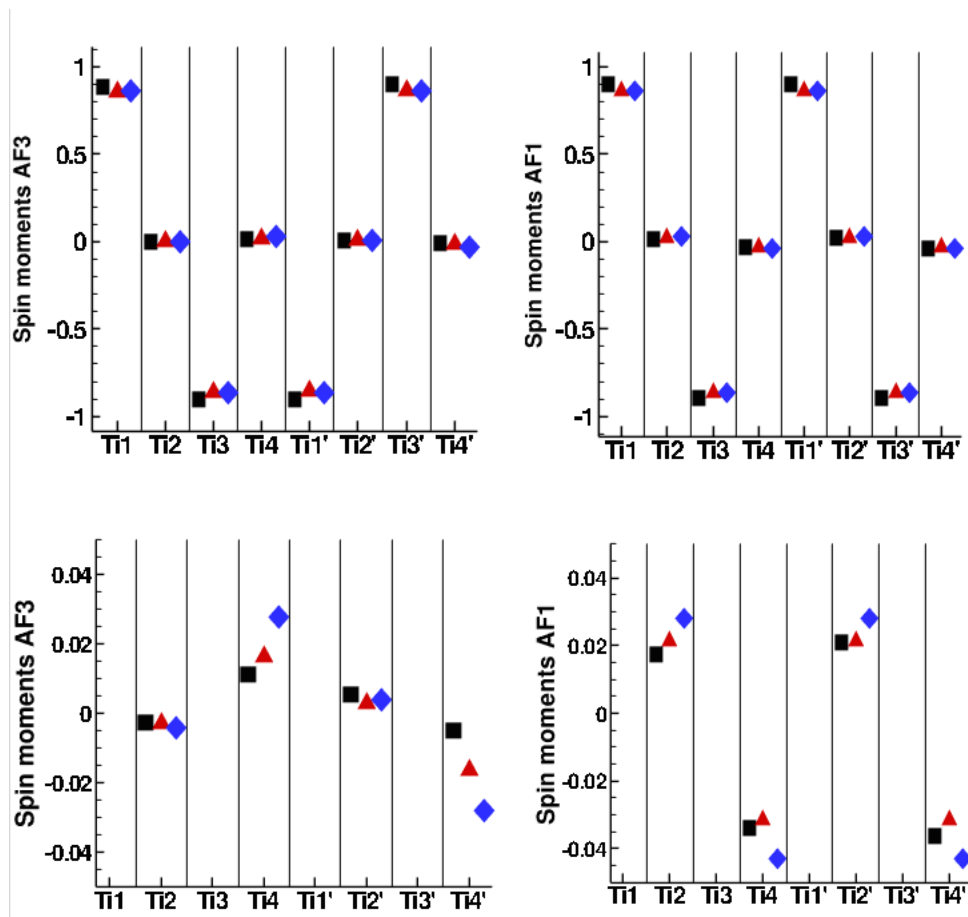 Spin moments AF3
1
0.5
0
-0.5
-1
Ti1 Ti2 Ti3 Ti4 Ti1' Ti2' Ti3' Ti4'
Spin moments AF1
1
0.5
0
-0.5
-1
Ti1 Ti2 Ti3 Ti4 Ti1' Ti2' Ti3' Ti4'
Spin moments AF3
0.04
0.02
0
-0.02
-0.04
Ti1 Ti2 Ti3 Ti4 Ti1' Ti2' Ti3' Ti4'
Spin moments AF1
0.04
0.02
0
-0.02
-0.04
Ti1 Ti2 Ti3 Ti4 Ti1' Ti2' Ti3' Ti4'